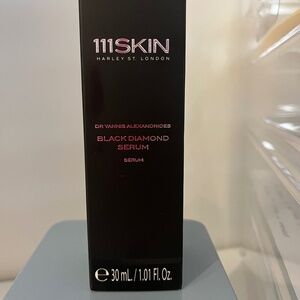 111SKIN
HARLEY ST. LONDON
DR YANNIS ALEXANDRIDES
BLACK DIAMOND
SERUM
SERUM
℮ 30 mL./1.01 Fl. Oz.